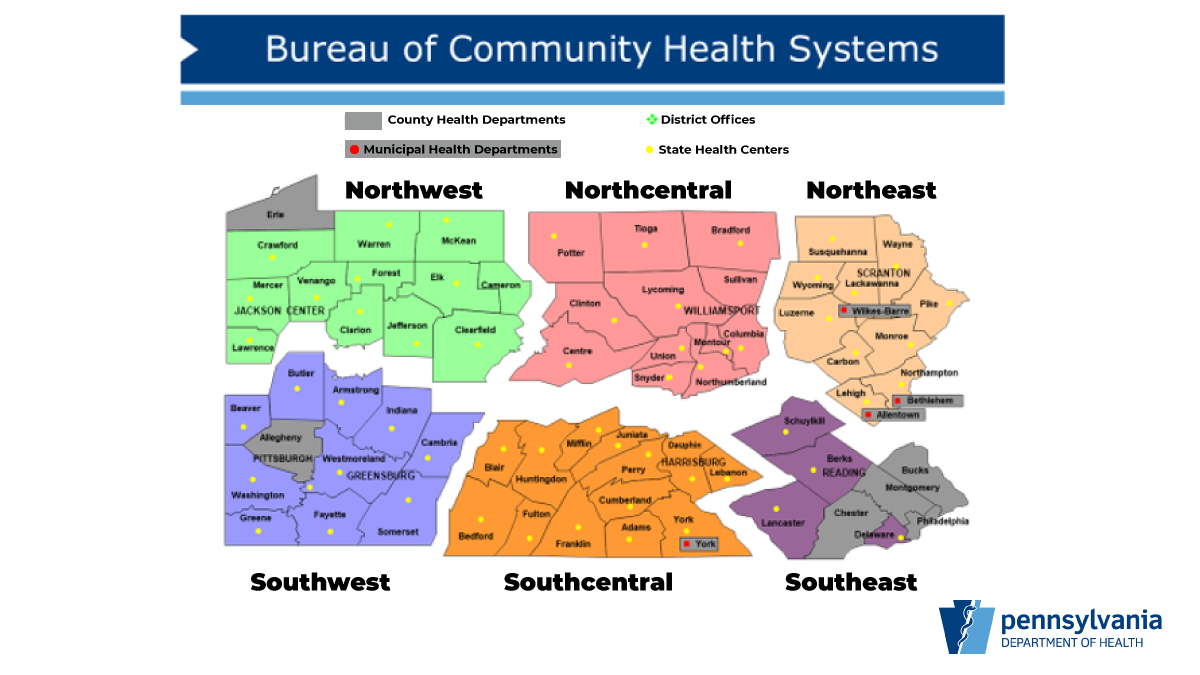 Bureau of Community Health Systems
County Health Departments
District Offices
Municipal Health Departments
State Health Centers
Northwest
Northcentral
Northeast
Erie
Crawford
Warren
McKean
Mercer
Venango
Forest
Elk
Cameron
JACKSON CENTER
Clarion
Jefferson
Clearfield
Lawrence
Potter
Tioga
Bradford
Sullivan
Lycoming
Clinton
WILLIAMSPORT
Columbia
Montour
Centre
Union
Snyder
Northumberland
Susquehanna
Wayne
SCRANTON
Wyoming
Lackawanna
Pike
Luzerne
Wilkes-Barre
Monroe
Carbon
Northampton
Lehigh
Bethlehem
Allentown
Butler
Armstrong
Beaver
Indiana
Allegheny
Cambria
PITTSBURGH
Westmoreland
GREENSBURG
Washington
Greene
Fayette
Somerset
Mifflin
Juniata
Dauphin
HARRISBURG
Blair
Huntingdon
Perry
Lebanon
Cumberland
Fulton
Bedford
Franklin
Adams
York
York
Schuylkill
Berks
READING
Bucks
Montgomery
Lancaster
Chester
Philadelphia
Delaware
Southwest
Southcentral
Southeast
pennsylvania
DEPARTMENT OF HEALTH